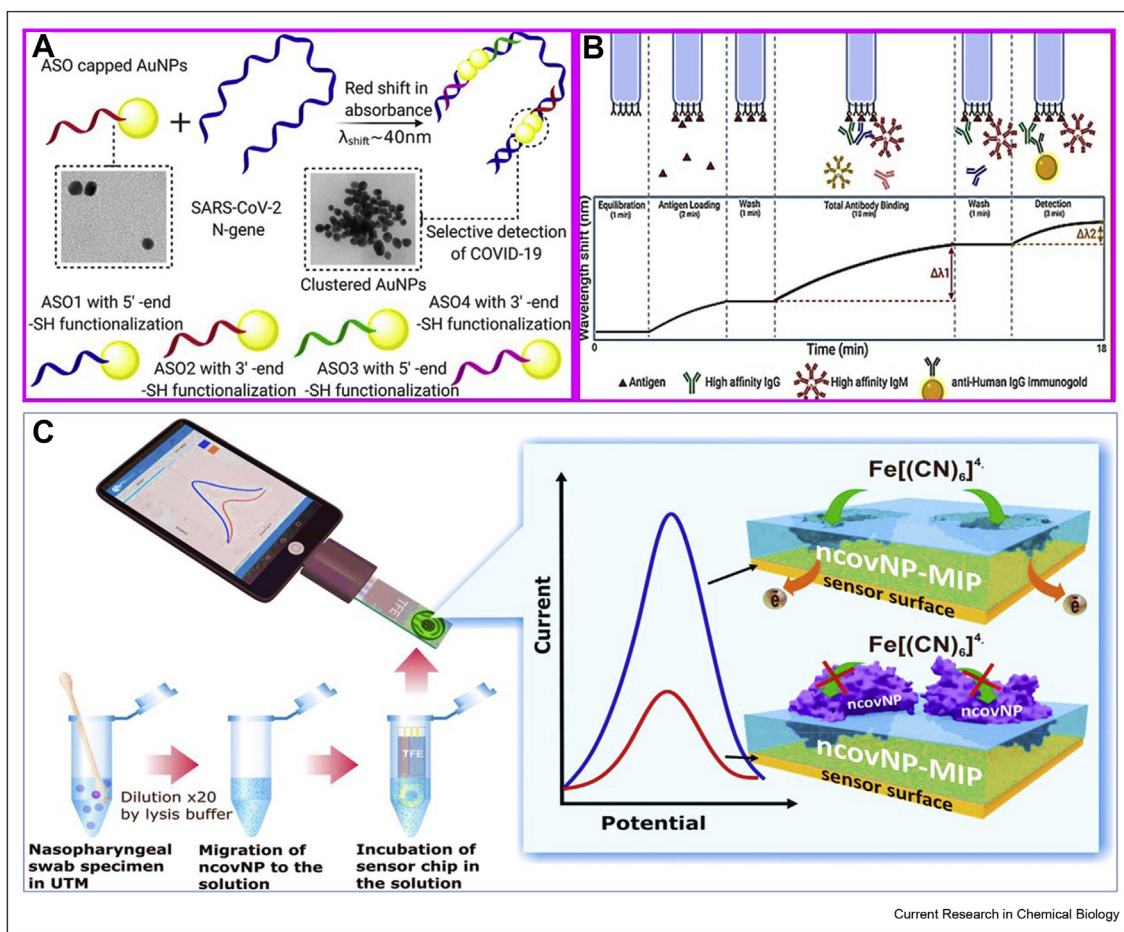 A
ASO capped AuNPs
+
Red shift in
absorbance
λshift~40nm
SARS-CoV-2
N-gene
Clustered AuNPs
Selective detection
of COVID-19
ASO1 with 5' -end
-SH functionalization
ASO2 with 3' -end
-SH functionalization
ASO3 with 5' -end
-SH functionalization
ASO4 with 3' -end
-SH functionalization
B
Wavelength shift (nm)
Equilibration
(1 min)
Antigen Loading
(2 min)
Wash
(1 min)
Total Antibody Binding
(10 min)
Wash
(1 min)
Detection
(3 min)
Δλ1
Δλ2
0
Time (min)
18
Antigen
High affinity IgG
High affinity IgM
anti-Human IgG immunogold
C
TFE
Nasopharyngeal
swab specimen
in UTM
Dilution x20
by lysis buffer
Migration of
ncovNP to the
solution
TFE
Incubation of
sensor chip in
the solution
Current
Potential
Fe[(CN)6]4-
ncovNP-MIP
sensor surface
ē
ē
Fe[(CN)6]4-
ncovNP
ncovNP
ncovNP-MIP
sensor surface
Current Research in Chemical Biology